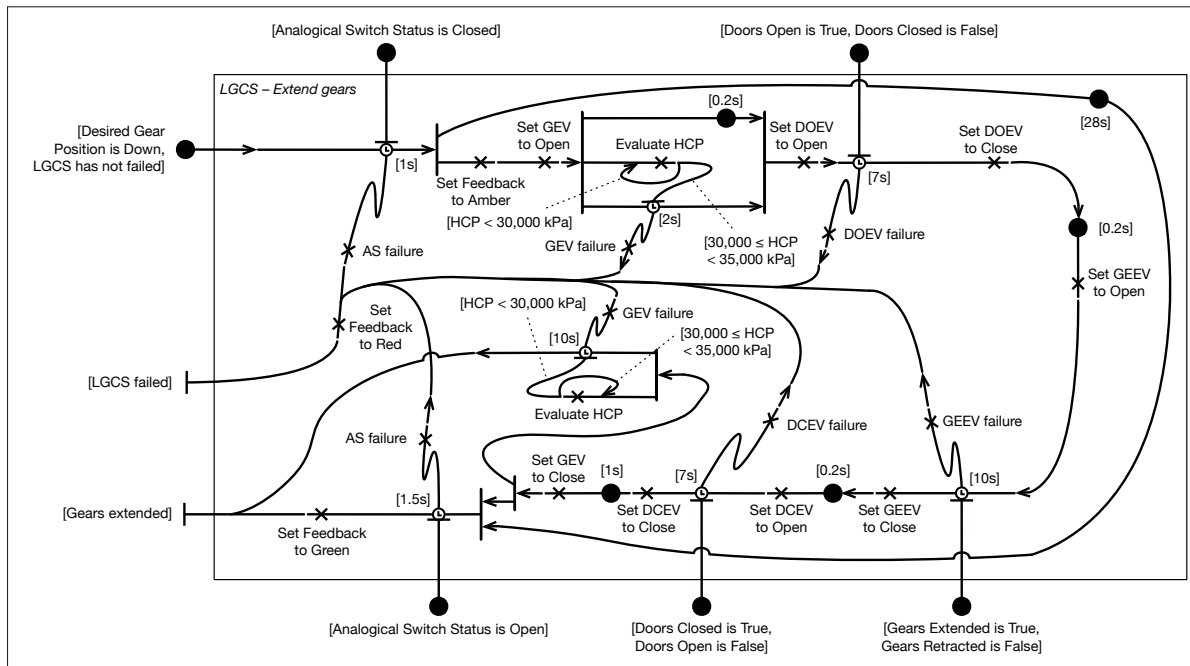 [Analogical Switch Status is Closed]
[Doors Open is True, Doors Closed is False]
LGCS – Extend gears
[0.2s]
[28s]
[Desired Gear
Position is Down,
LGCS has not failed]
[1s]
Set GEV
to Open
Evaluate HCP
Set DOEV
to Open
Set DOEV
to Close
[7s]
Set Feedback
to Amber
[HCP < 30,000 kPa]
[2s]
[0.2s]
AS failure
GEV failure
[30,000 ≤ HCP
< 35,000 kPa]
DOEV failure
Set GEEV
to Open
[HCP < 30,000 kPa]
GEV failure
Set
Feedback
to Red
[10s]
[30,000 ≤ HCP
< 35,000 kPa]
[LGCS failed]
Evaluate HCP
AS failure
DCEV failure
GEEV failure
Set GEV
to Close
[1s]
[7s]
[0.2s]
[10s]
[1.5s]
[Gears extended]
Set Feedback
to Green
Set DCEV
to Close
Set DCEV
to Open
Set GEEV
to Close
[Analogical Switch Status is Open]
[Doors Closed is True,
Doors Open is False]
[Gears Extended is True,
Gears Retracted is False]